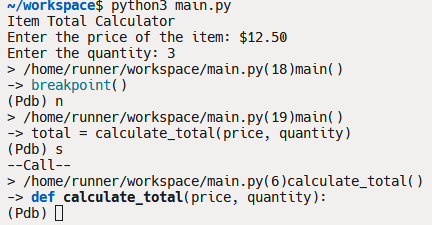 ~/workspace$ python3 main.py
Item Total Calculator
Enter the price of the item: $12.50
Enter the quantity: 3
> /home/runner/workspace/main.py(18)main()
-> breakpoint()
(Pdb) n
> /home/runner/workspace/main.py(19)main()
-> total = calculate_total(price, quantity)
(Pdb) s
--Call--
> /home/runner/workspace/main.py(6)calculate_total()
-> def calculate_total(price, quantity):
(Pdb)